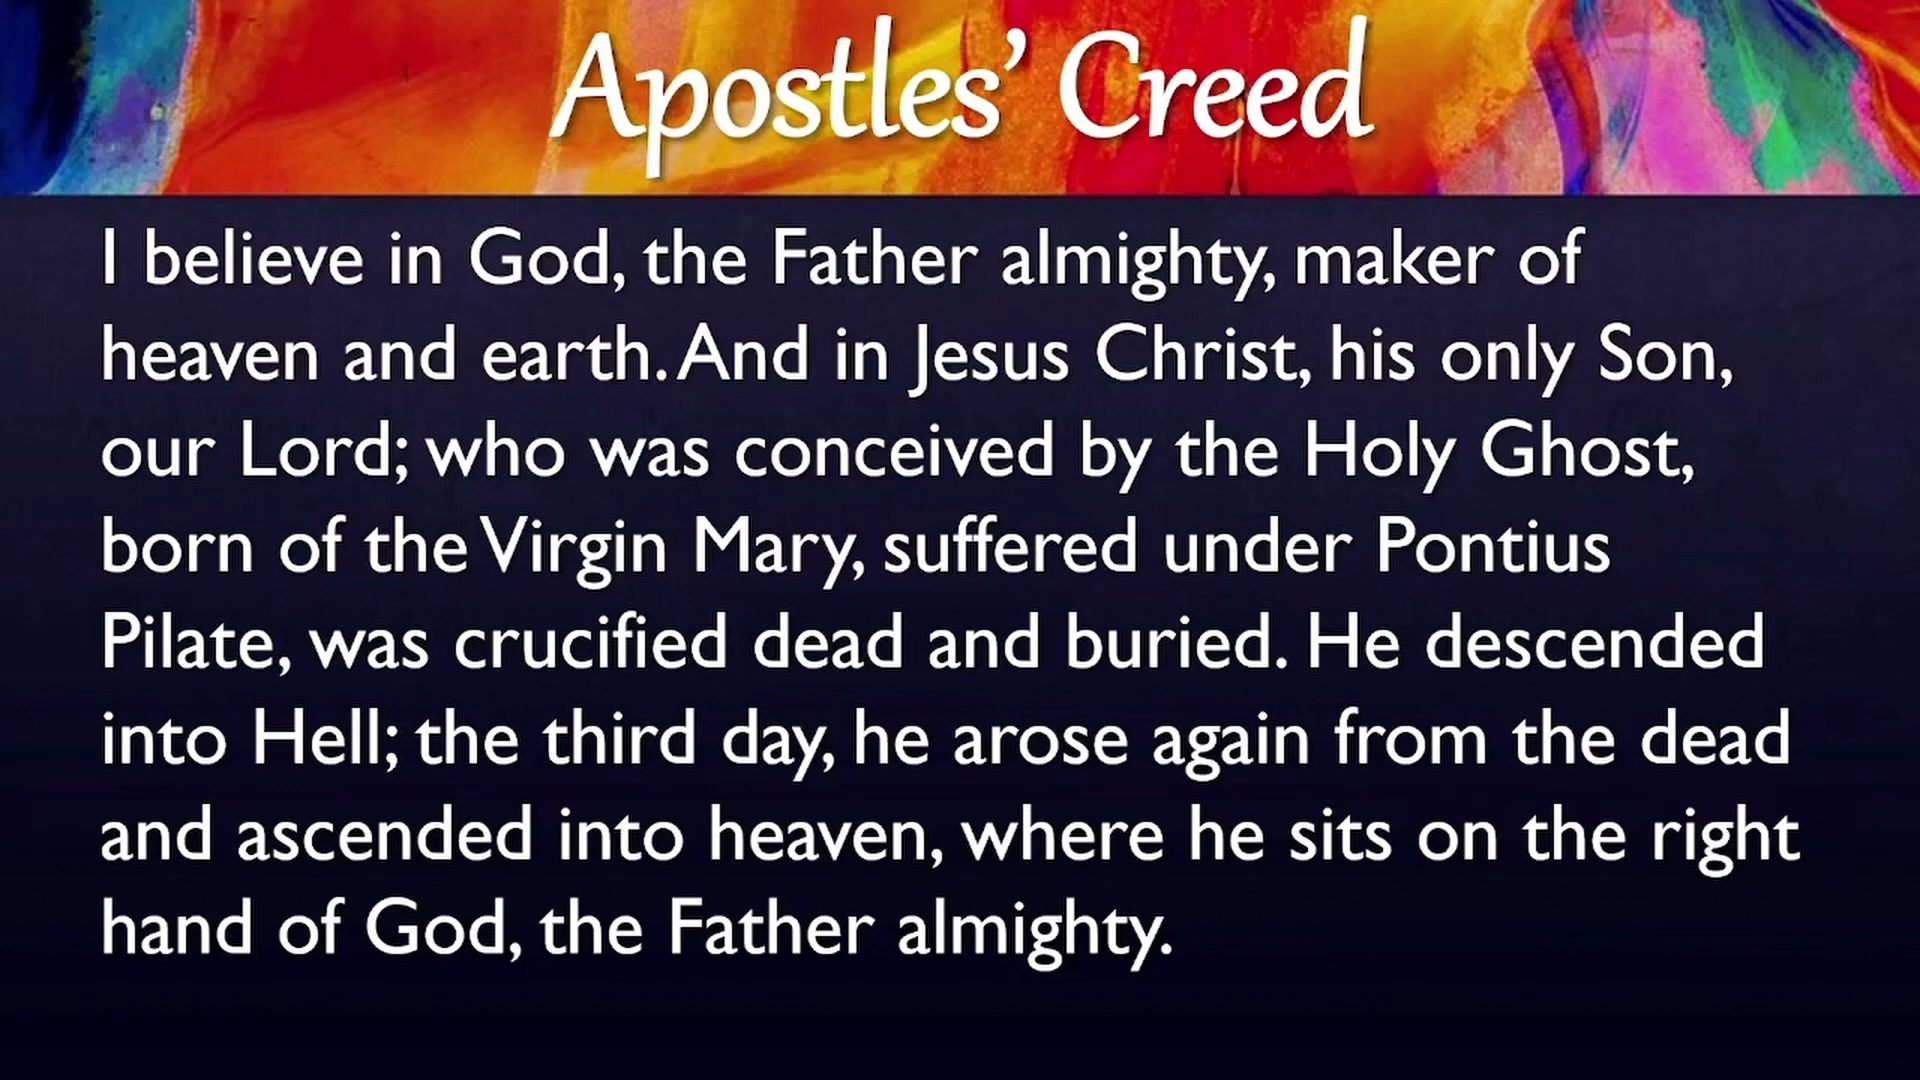 Apostles’ Creed
I believe in God, the Father almighty, maker of
heaven and earth. And in Jesus Christ, his only Son,
our Lord; who was conceived by the Holy Ghost,
born of the Virgin Mary, suffered under Pontius
Pilate, was crucified dead and buried. He descended
into Hell; the third day, he arose again from the dead
and ascended into heaven, where he sits on the right
hand of God, the Father almighty.